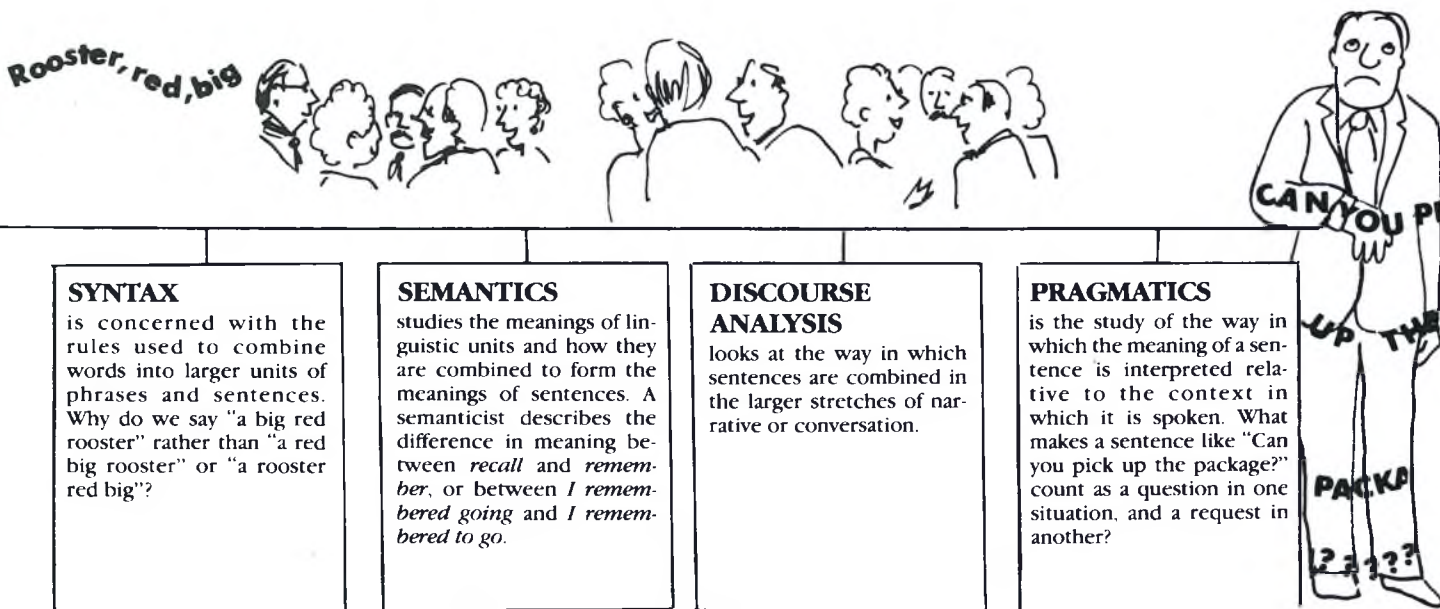 Rooster, red, big
SYNTAX
is concerned with the
rules used to combine
words into larger units of
phrases and sentences.
Why do we say “a big red
rooster” rather than “a red
big rooster” or “a rooster
red big”?
SEMANTICS
studies the meanings of lin-
guistic units and how they
are combined to form the
meanings of sentences. A
semanticist describes the
difference in meaning be-
tween recall and remem-
ber, or between I remem-
bered going and I remem-
bered to go.
DISCOURSE
ANALYSIS
looks at the way in which
sentences are combined in
the larger stretches of nar-
rative or conversation.
PRAGMATICS
is the study of the way in
which the meaning of a sen-
tence is interpreted rela-
tive to the context in
which it is spoken. What
makes a sentence like “Can
you pick up the package?”
count as a question in one
situation, and a request in
another?
CAN YOU PI
UP THE
PACKA
!?????